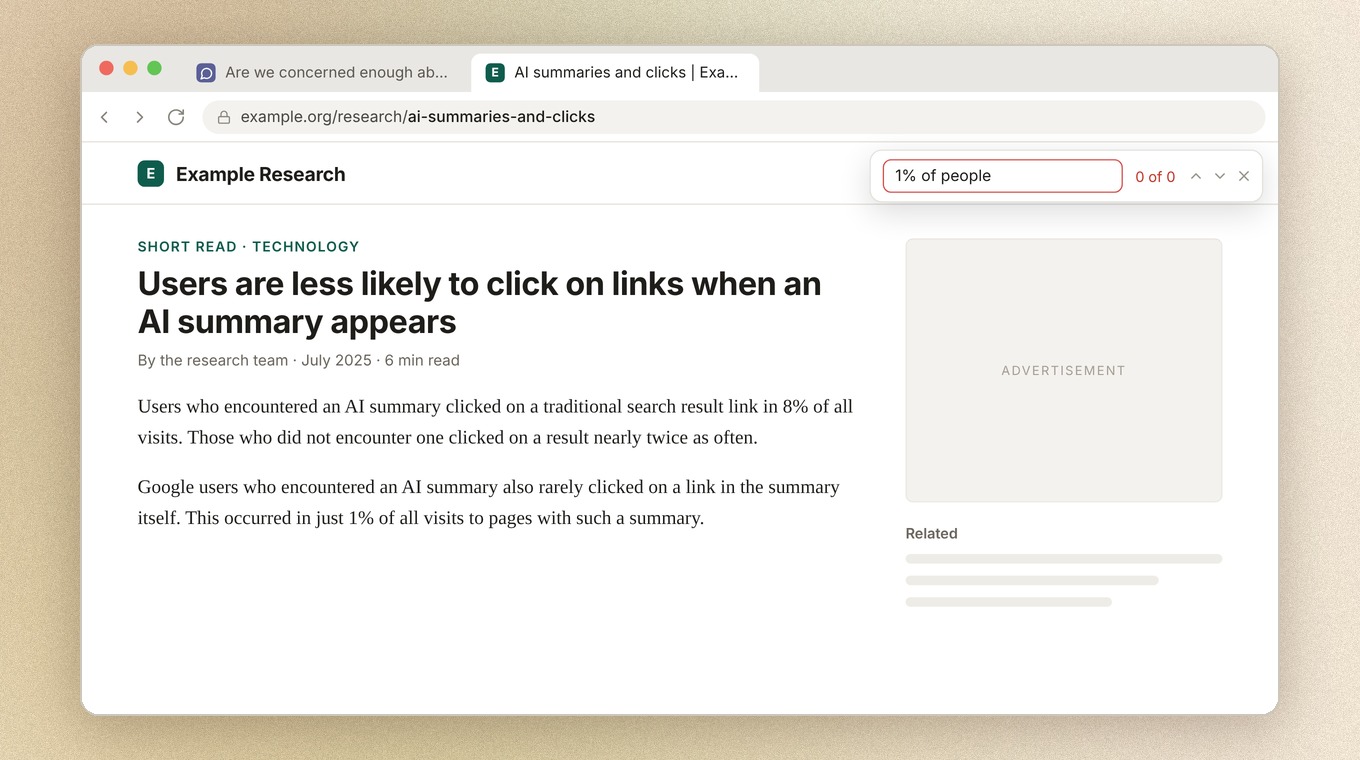 Are we concerned enough ab...
E
AI summaries and clicks | Exa...
example.org/research/ai-summaries-and-clicks
E
Example Research
1% of people
0 of 0
SHORT READ · TECHNOLOGY
Users are less likely to click on links when an
AI summary appears
By the research team · July 2025 · 6 min read
Users who encountered an AI summary clicked on a traditional search result link in 8% of all
visits. Those who did not encounter one clicked on a result nearly twice as often.
Google users who encountered an AI summary also rarely clicked on a link in the summary
itself. This occurred in just 1% of all visits to pages with such a summary.
ADVERTISEMENT
Related